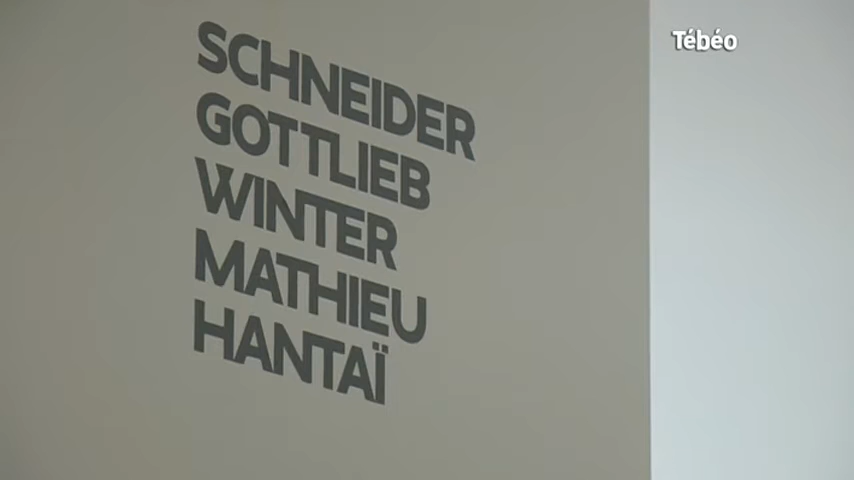 SCHNEIDER
GOTTLIEB
WINTER
MATHIEU
HANTAÏ
Tébéo